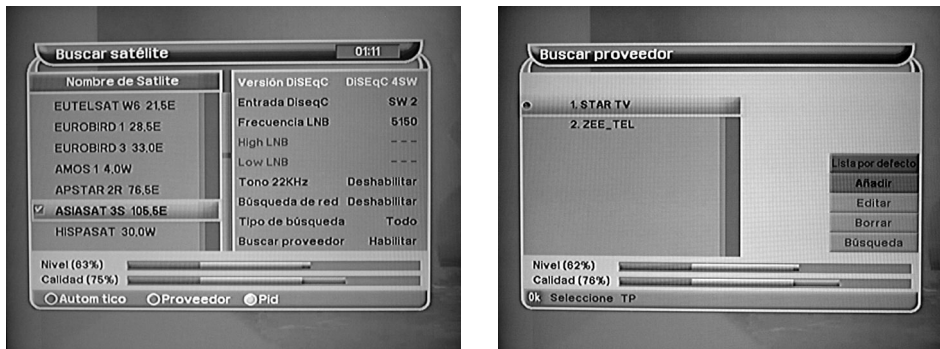 Buscar satélite 01:11
Nombre de Satlite
EUTELSAT W6 21,5E
EUROBIRD 1 28,5E
EUROBIRD 3 33,0E
AMOS 1 4,0W
APSTAR 2R 76,5E
ASIASAT 3S 105,5E
HISPASAT 30,0W
Versión DiSEqC DiSEqC 4SW
Entrada DiseqC SW 2
Frecuencia LNB 5150
High LNB - - -
Low LNB - - -
Tono 22KHz Deshabilitar
Búsqueda de red Deshabilitar
Tipo de búsqueda Todo
Buscar proveedor Habilitar
Nivel (63%)
Calidad (75%)
Autom tico Proveedor Pid
Buscar proveedor
1. STAR TV
2. ZEE_TEL
Lista por defecto
Añadir
Editar
Borrar
Búsqueda
Nivel (62%)
Calidad (76%)
Ok Seleccione TP